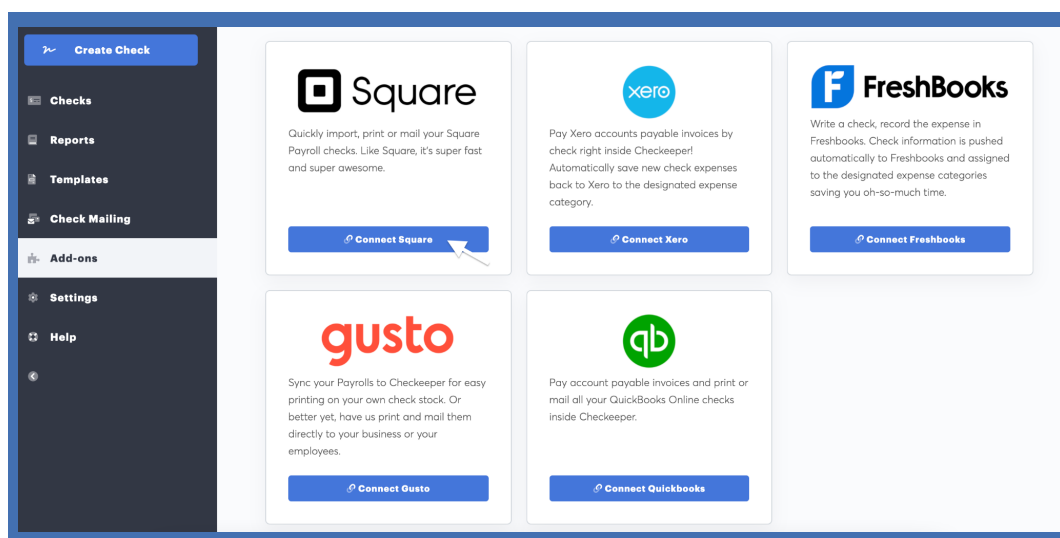 Create Check
Checks
Reports
Templates
Check Mailing
Add-ons
Settings
Help
Square
Quickly import, print or mail your Square
Payroll checks. Like Square, it's super fast
and super awesome.
Connect Square
xero
Pay Xero accounts payable invoices by
check right inside Checkeeper!
Automatically save new check expenses
back to Xero to the designated expense
category.
Connect Xero
FreshBooks
Write a check, record the expense in
Freshbooks. Check information is pushed
automatically to Freshbooks and assigned
to the designated expense categories
saving you oh-so-much time.
Connect Freshbooks
gusto
Sync your Payrolls to Checkeeper for easy
printing on your own check stock. Or
better yet, have us print and mail them
directly to your business or your
employees.
Connect Gusto
qb
Pay account payable invoices and print or
mail all your QuickBooks Online checks
inside Checkeeper.
Connect Quickbooks